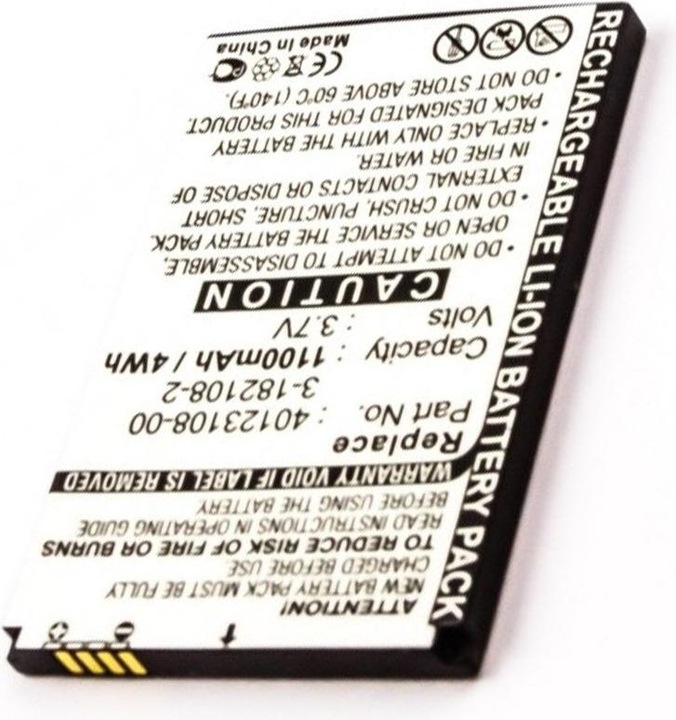 RECHARGEABLE LI-ION BATTERY PACK
ATTENTION!
NEW BATTERY PACK MUST BE FULLY
CHARGED BEFORE USE
TO REDUCE RISK OF FIRE OR BURNS
READ INSTRUCTIONS IN OPERATING GUIDE
BEFORE USING THE BATTERY
WARRANTY VOID IF LABEL IS REMOVED
Replace
Part No. : 40123108-00
3-182108-2
Capacity : 1100mAh / 4Wh
Volts : 3.7V
CAUTION
• DO NOT ATTEMPT TO DISASSEMBLE,
OPEN OR SERVICE THE BATTERY PACK.
• DO NOT CRUSH, PUNCTURE, SHORT
EXTERNAL CONTACTS OR DISPOSE OF
IN FIRE OR WATER.
• REPLACE ONLY WITH THE BATTERY
PACK DESIGNATED FOR THIS PRODUCT.
• DO NOT STORE ABOVE 60°C (140°F).
CE
Made In China